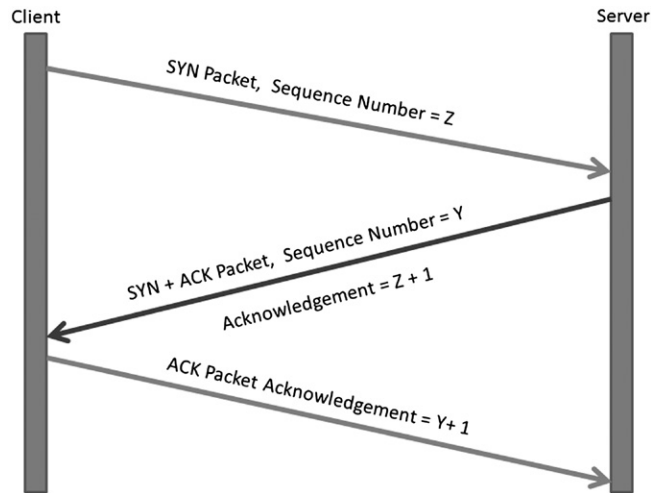 Client
Server
SYN Packet, Sequence Number = Z
SYN + ACK Packet, Sequence Number = Y
Acknowledgement = Z + 1
ACK Packet Acknowledgement = Y+ 1